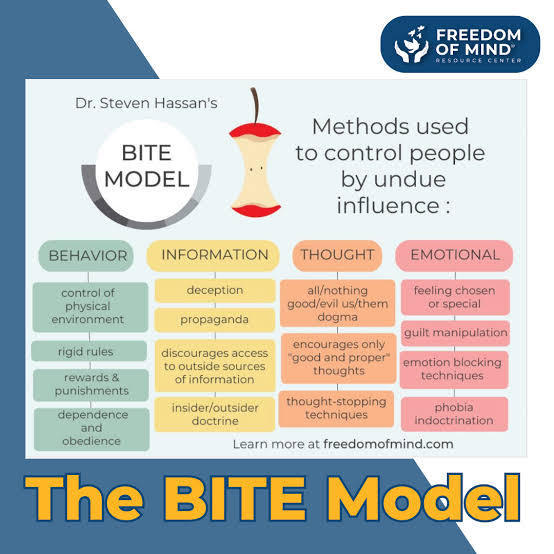 FREEDOM
OF MIND®
RESOURCE CENTER
Dr. Steven Hassan's
BITE
MODEL
Methods used
to control people
by undue
influence :
BEHAVIOR
control of
physical
environment
rigid rules
rewards &
punishments
dependence
and
obedience
INFORMATION
deception
propaganda
discourages access
to outside sources
of information
insider/outsider
doctrine
THOUGHT
all/nothing
good/evil us/them
dogma
encourages only
"good and proper"
thoughts
thought-stopping
techniques
EMOTIONAL
feeling chosen
or special
guilt manipulation
emotion blocking
techniques
phobia
indoctrination
Learn more at freedomofmind.com
The BITE Model